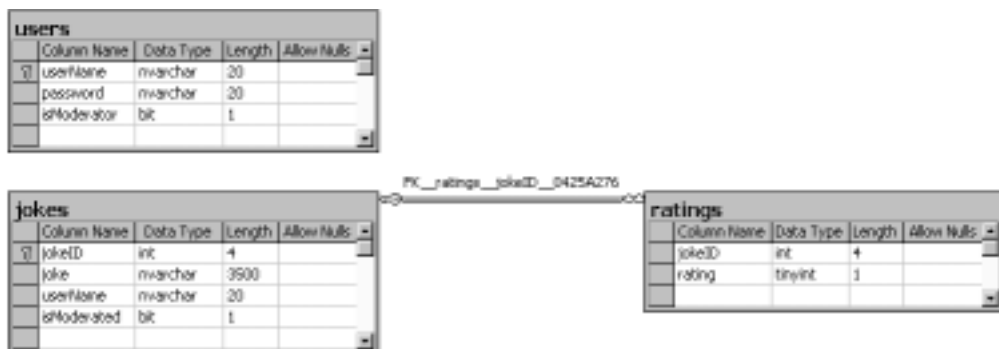 users
Column Name Data Type Length Allow Nulls
userName nvarchar 20
password nvarchar 20
isModerator bit 1
FK__ratings__jokeID__0425A276
jokes
Column Name Data Type Length Allow Nulls
jokeID int 4
joke nvarchar 3500
userName nvarchar 20
isModerated bit 1
ratings
Column Name Data Type Length Allow Nulls
jokeID int 4
rating tinyint 1